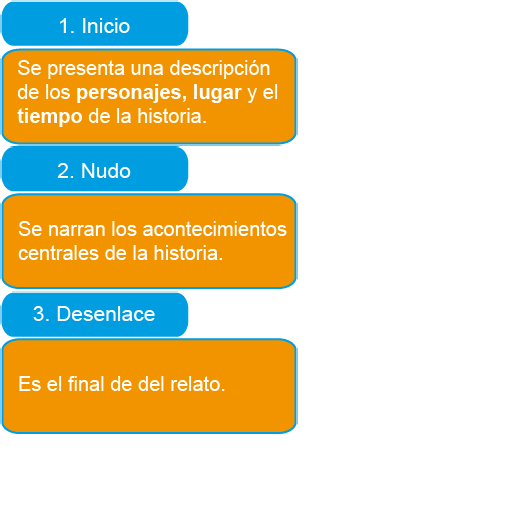 1. Inicio
Se presenta una descripción
de los personajes, lugar y el
tiempo de la historia.
2. Nudo
Se narran los acontecimientos
centrales de la historia.
3. Desenlace
Es el final de del relato.